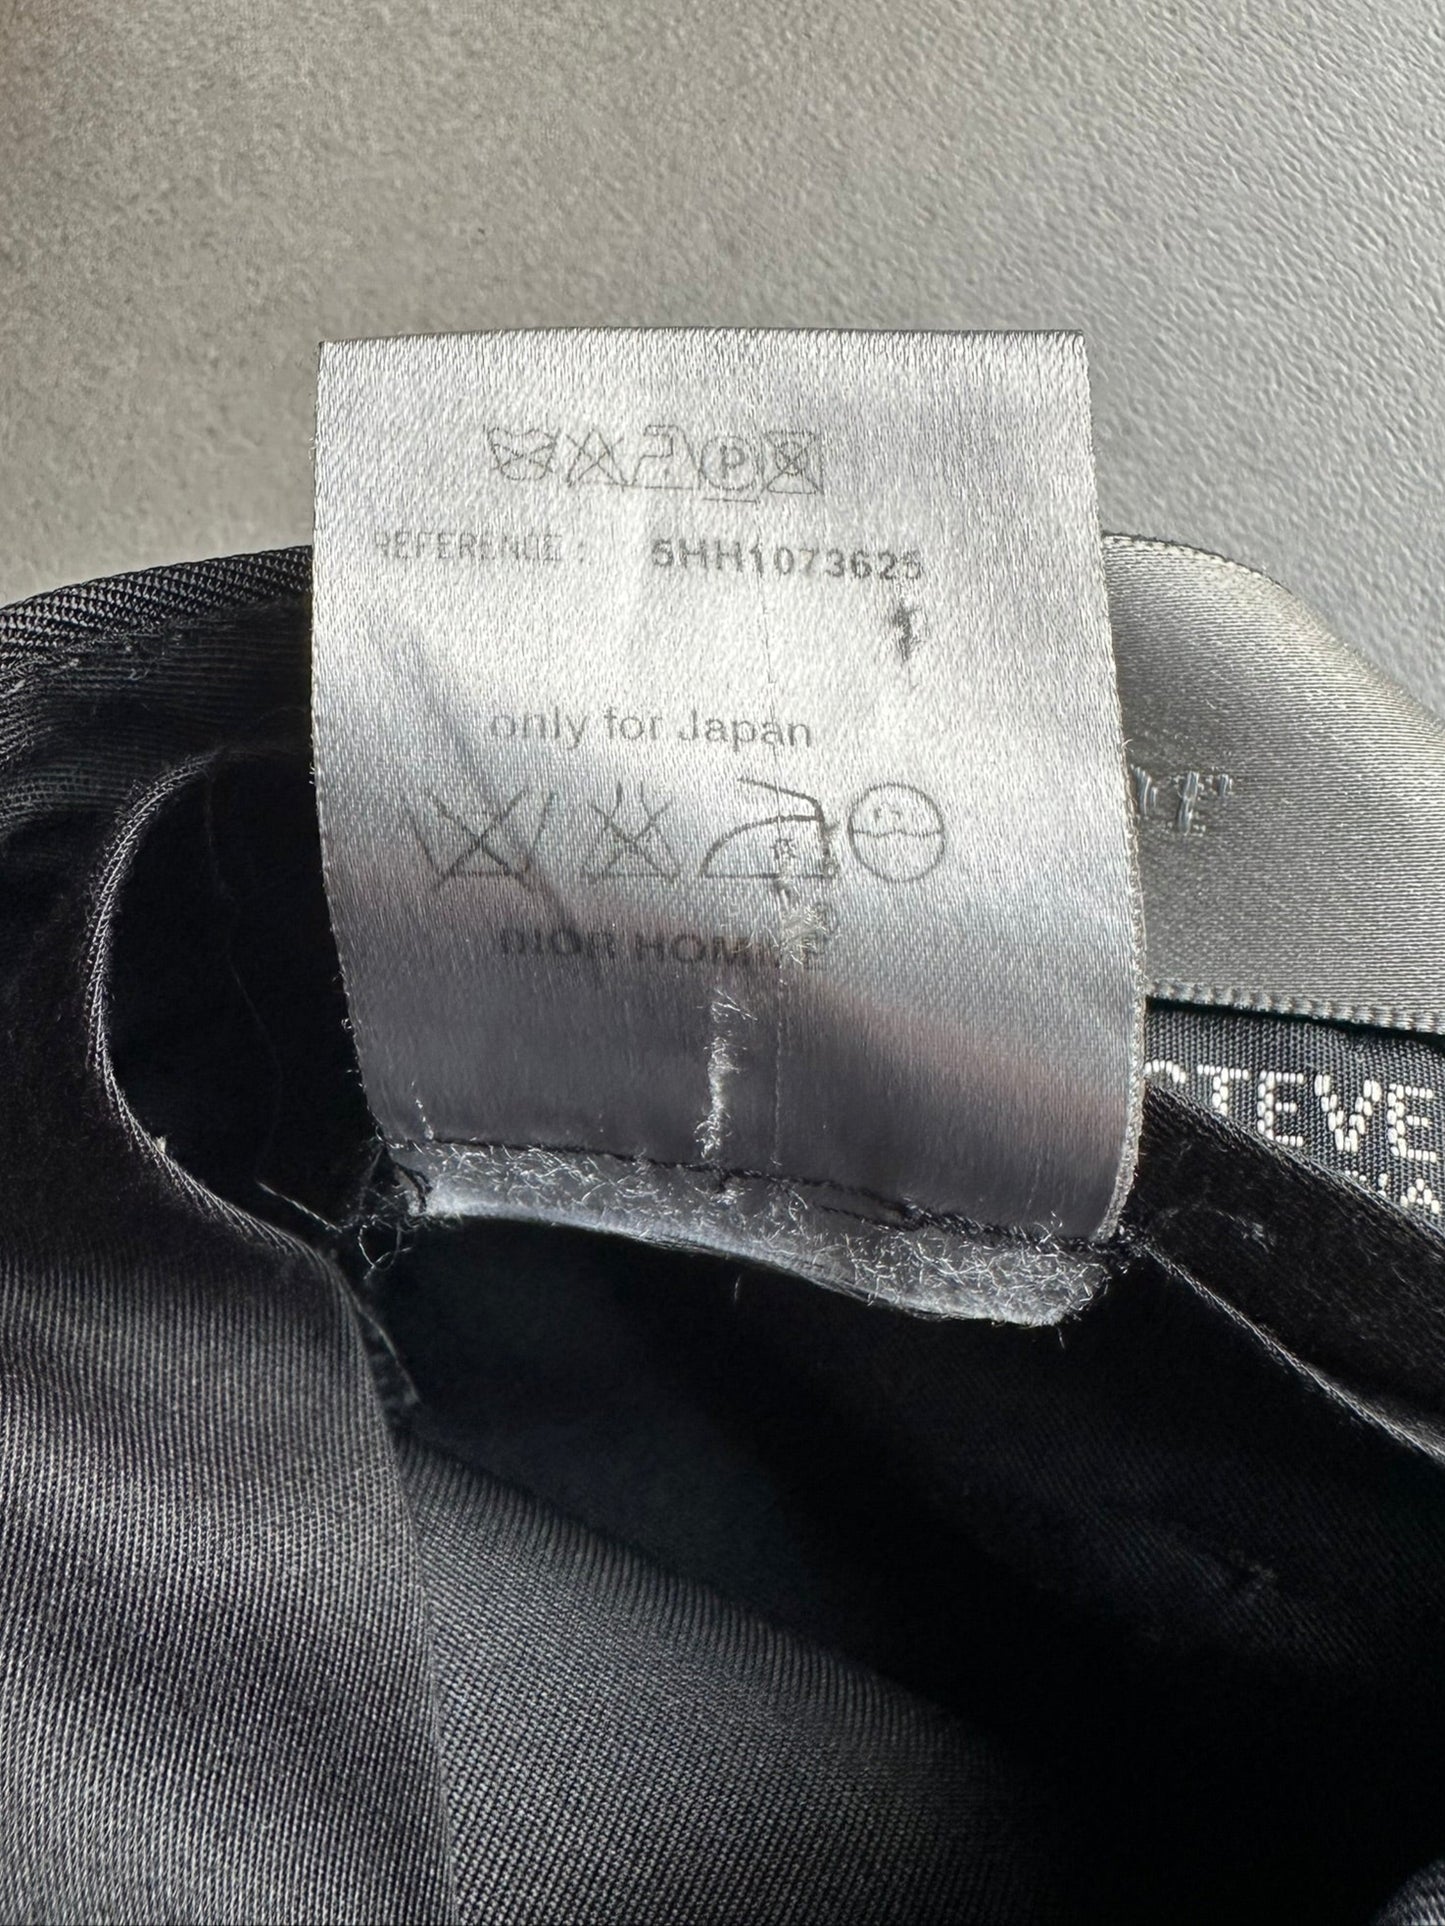 REFERENCE : 5HH1073625
only for Japan
DIOR HOMME
STEVE